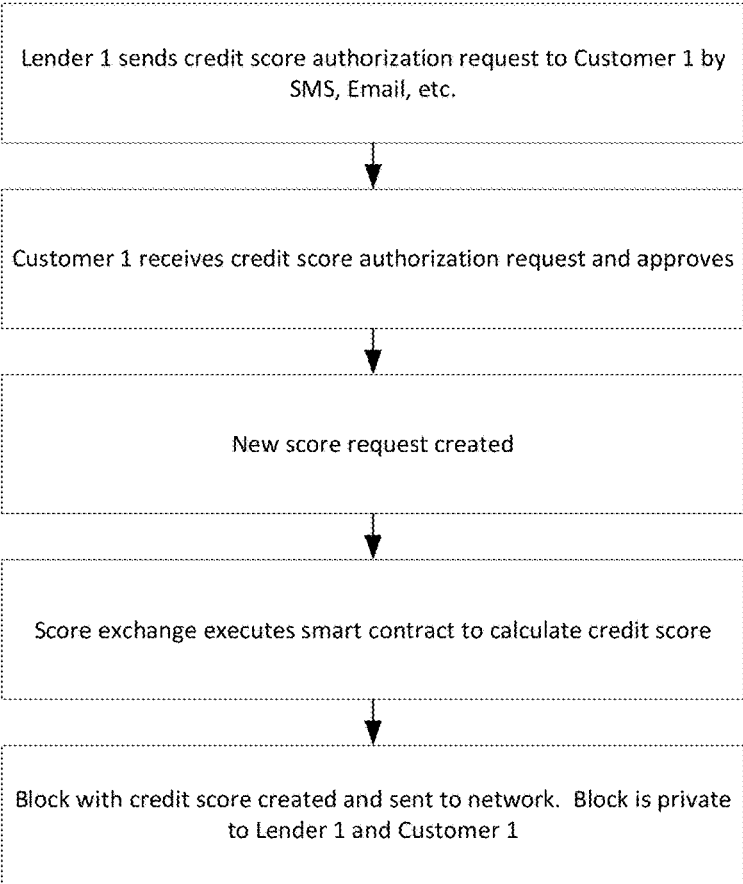 Lender 1 sends credit score authorization request to Customer 1 by
SMS, Email, etc.
Customer 1 receives credit score authorization request and approves
New score request created
Score exchange executes smart contract to calculate credit score
Block with credit score created and sent to network.  Block is private
to Lender 1 and Customer 1